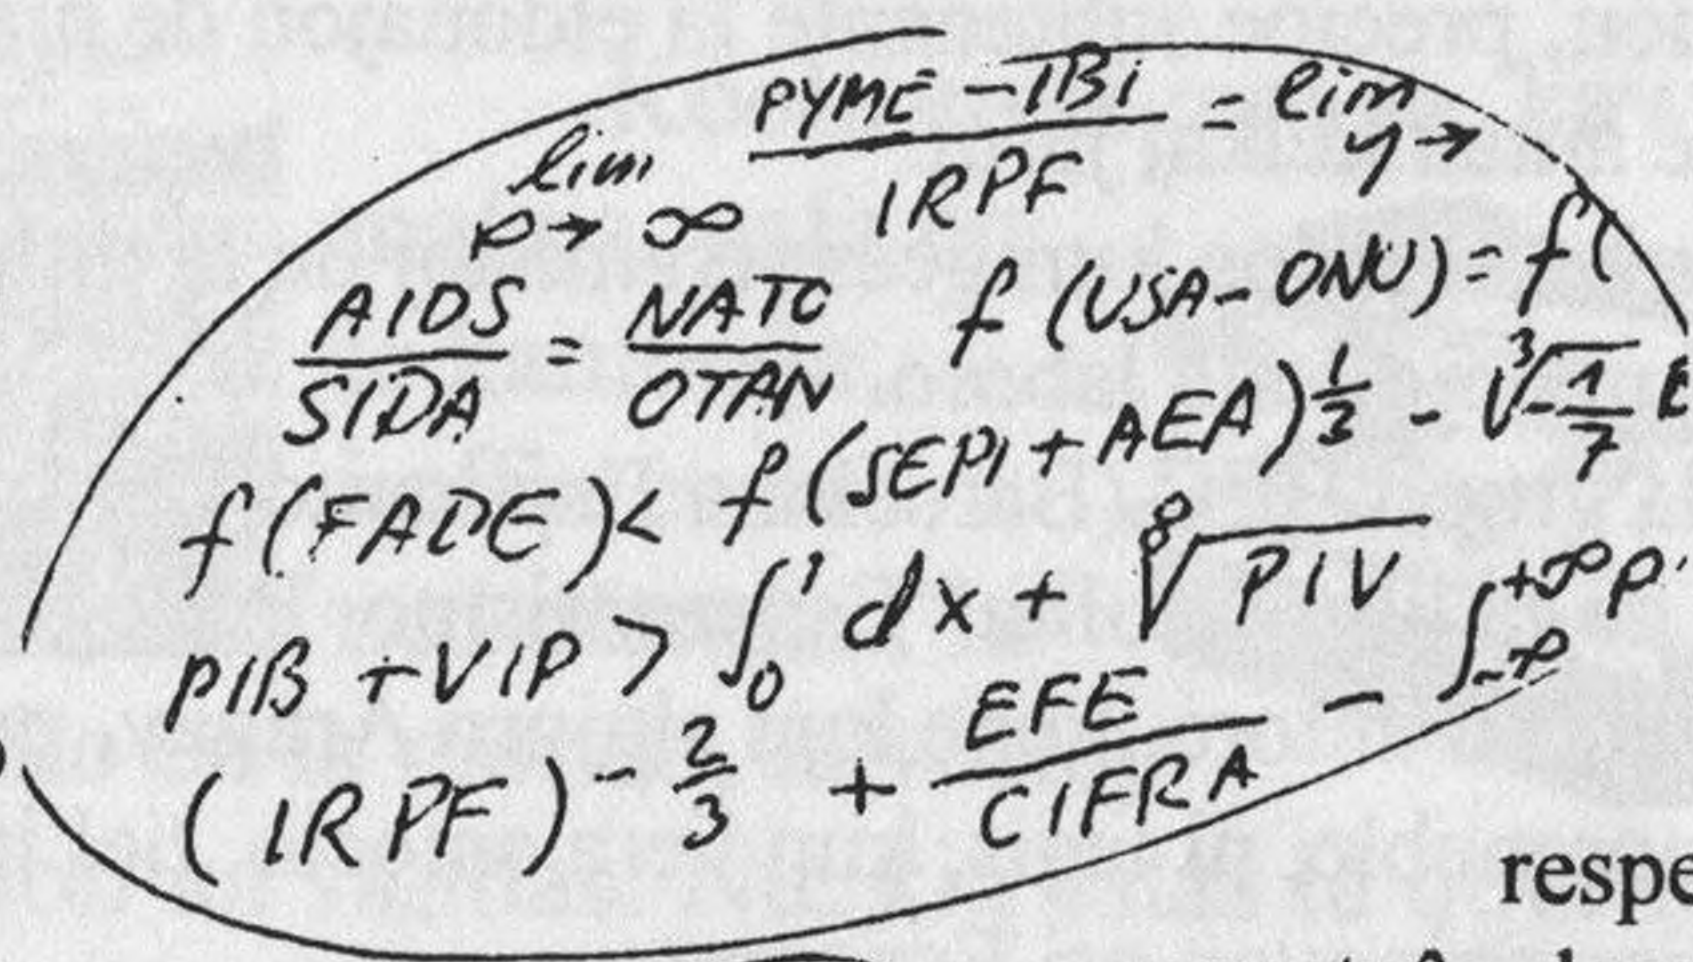 lim p→∞ PYME - IBI / IRPF = lim y→
AIDS / SIDA = NATO / OTAN f (USA - ONU) = f (
f (FADE) < f (SEPI + AEA) 1/3 - ∛-1/7
PIB + VIP > ∫₀¹ dx + ⁸√PIV - ∫₋∞⁺∞ P
(IRPF) - 2/3 + EFE / CIFRA -
respe